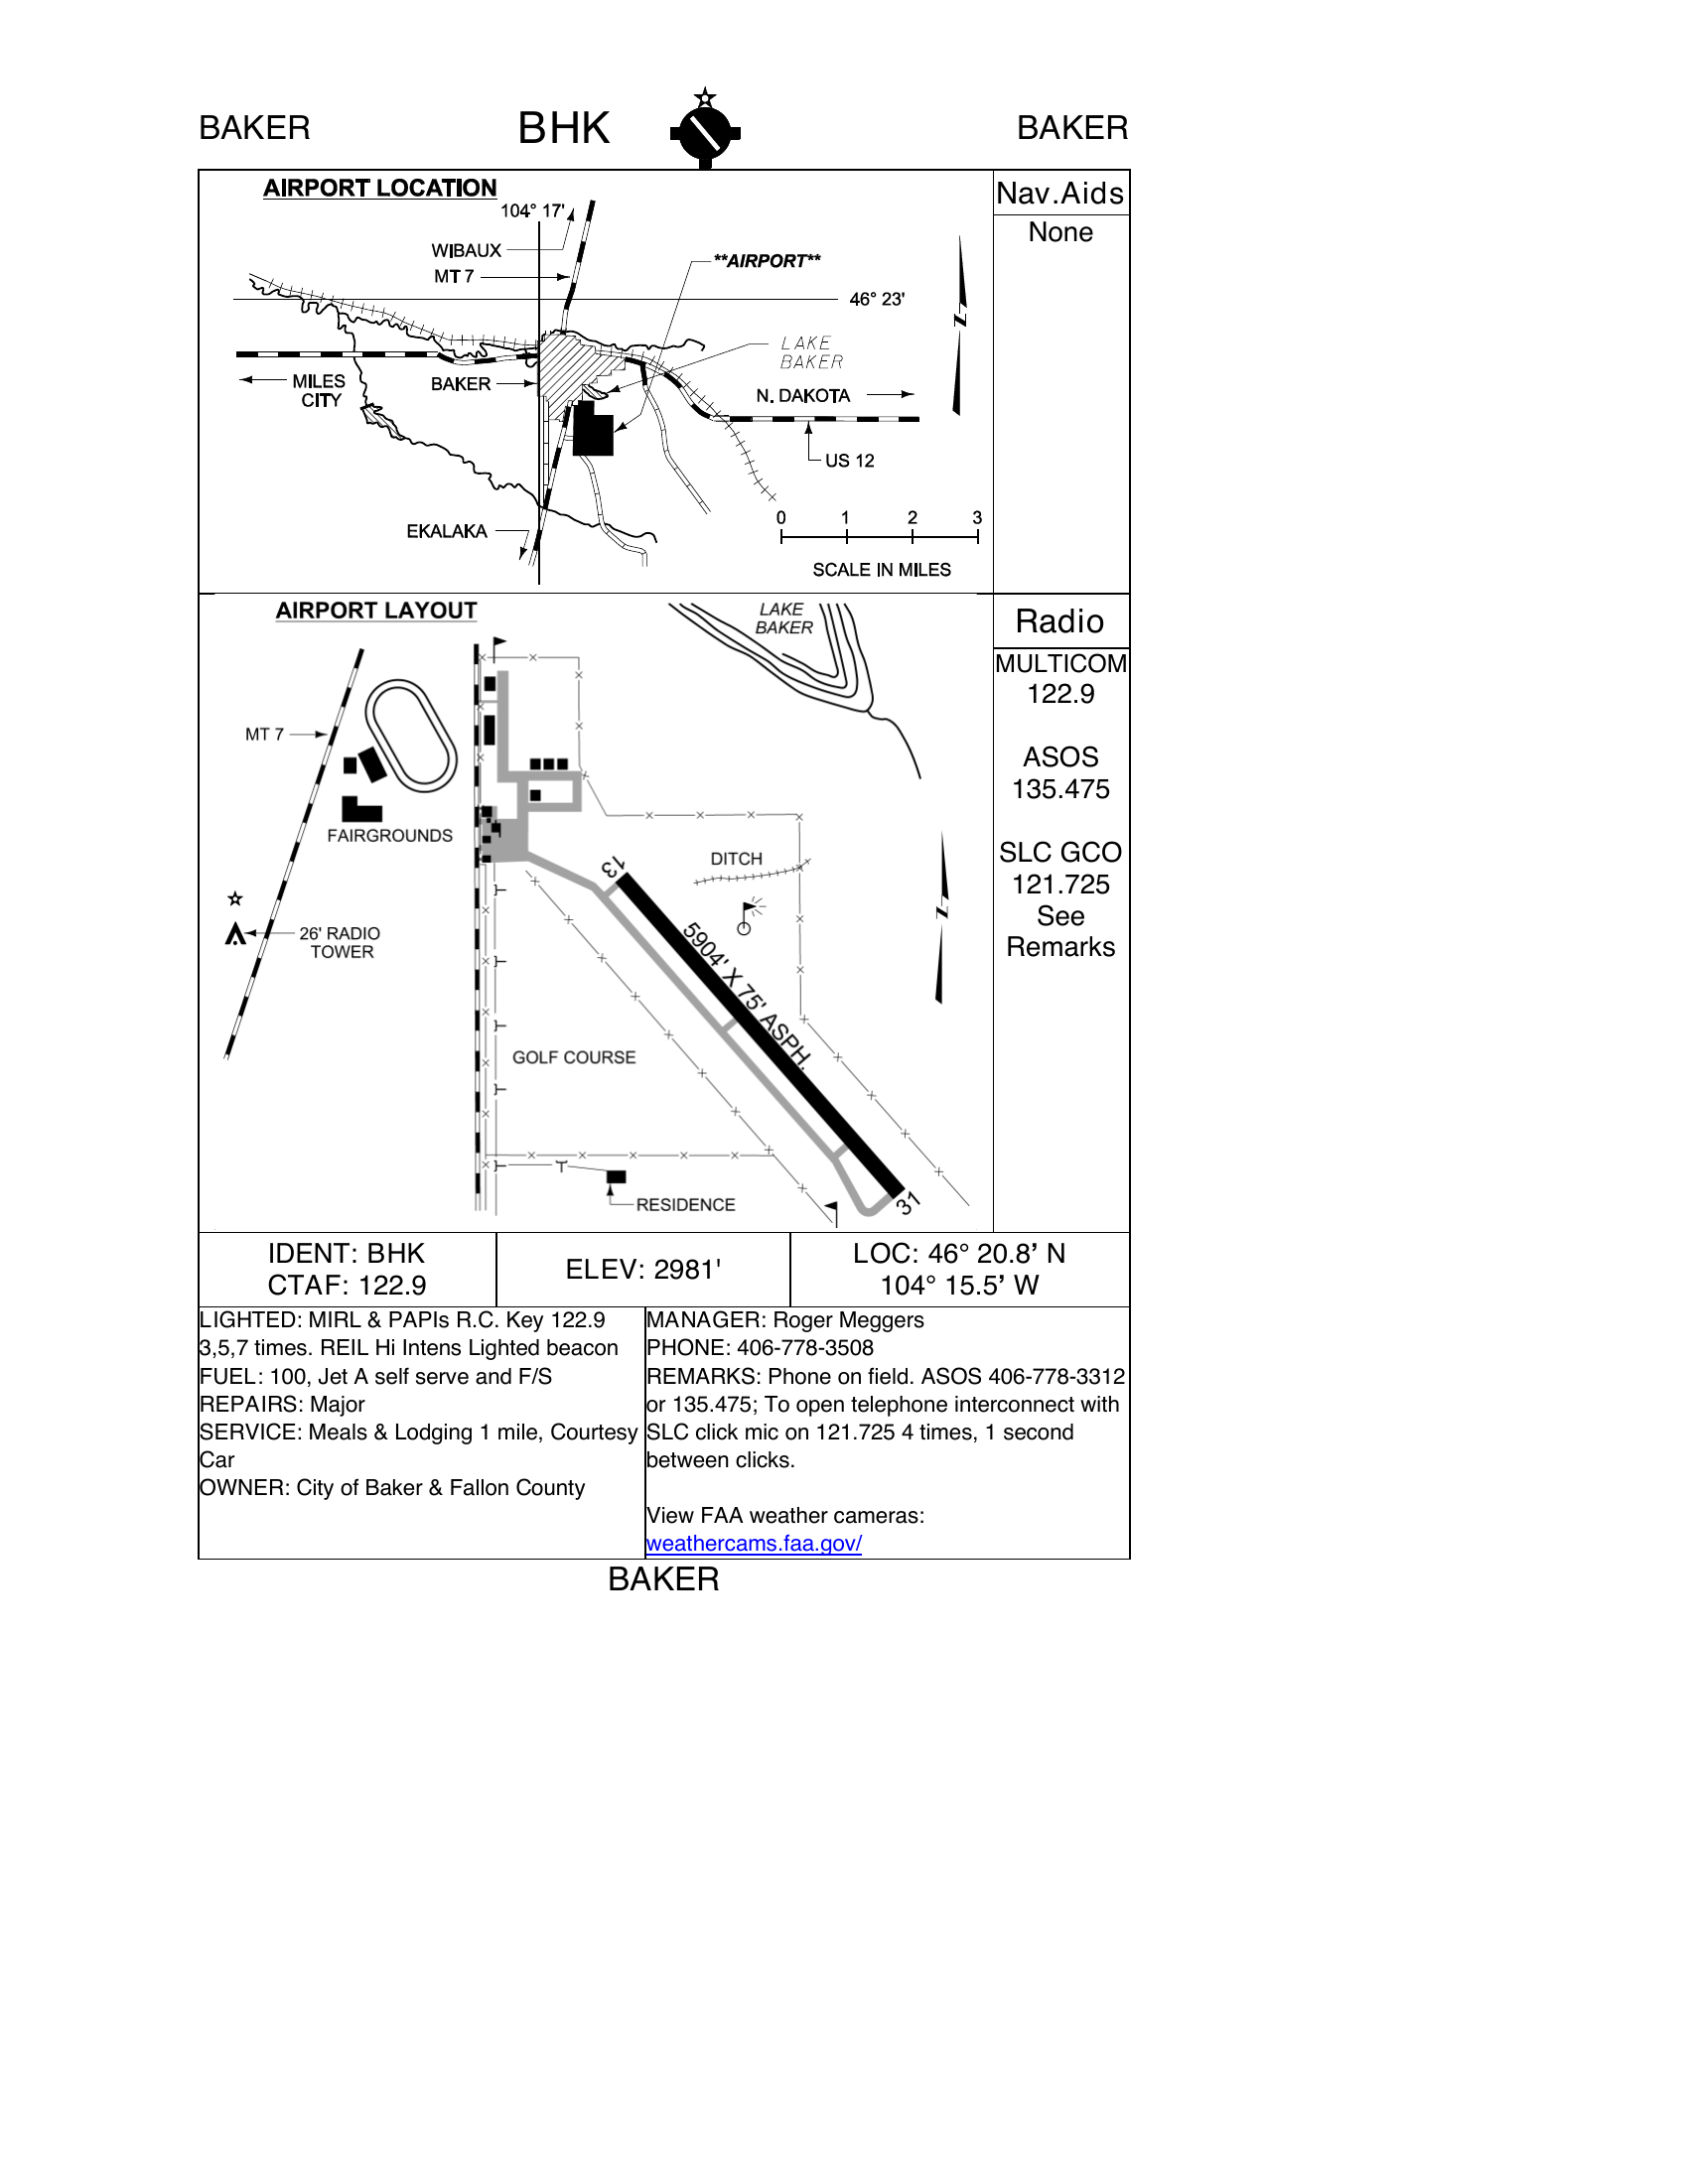 BAKER BHK BAKER
AIRPORT LOCATION
104° 17'
WIBAUX
MT 7
**AIRPORT**
46° 23'
LAKE
BAKER
MILES
CITY
BAKER
N. DAKOTA
US 12
EKALAKA
0 1 2 3
SCALE IN MILES
N
Nav.Aids
None
AIRPORT LAYOUT
LAKE
BAKER
MT 7
FAIRGROUNDS
DITCH
13
26' RADIO
TOWER
5904' X 75' ASPH.
GOLF COURSE
RESIDENCE
31
N
Radio
MULTICOM
122.9
ASOS
135.475
SLC GCO
121.725
See
Remarks
IDENT: BHK
CTAF: 122.9
ELEV: 2981'
LOC: 46° 20.8’ N
104° 15.5’ W
LIGHTED: MIRL & PAPIs R.C. Key 122.9
3,5,7 times. REIL Hi Intens Lighted beacon
FUEL: 100, Jet A self serve and F/S
REPAIRS: Major
SERVICE: Meals & Lodging 1 mile, Courtesy
Car
OWNER: City of Baker & Fallon County
MANAGER: Roger Meggers
PHONE: 406-778-3508
REMARKS: Phone on field. ASOS 406-778-3312
or 135.475; To open telephone interconnect with
SLC click mic on 121.725 4 times, 1 second
between clicks.
View FAA weather cameras:
weathercams.faa.gov/
BAKER